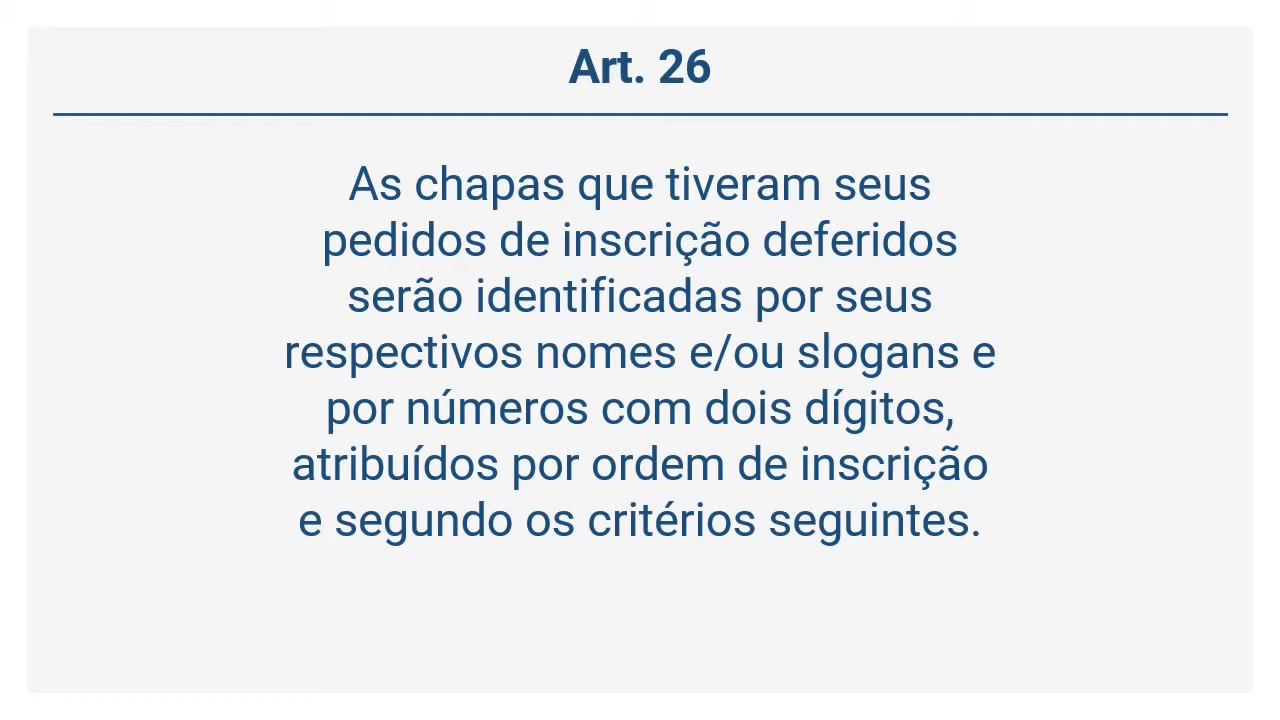 Art. 26
As chapas que tiveram seus
pedidos de inscrição deferidos
serão identificadas por seus
respectivos nomes e/ou slogans e
por números com dois dígitos,
atribuídos por ordem de inscrição
e segundo os critérios seguintes.